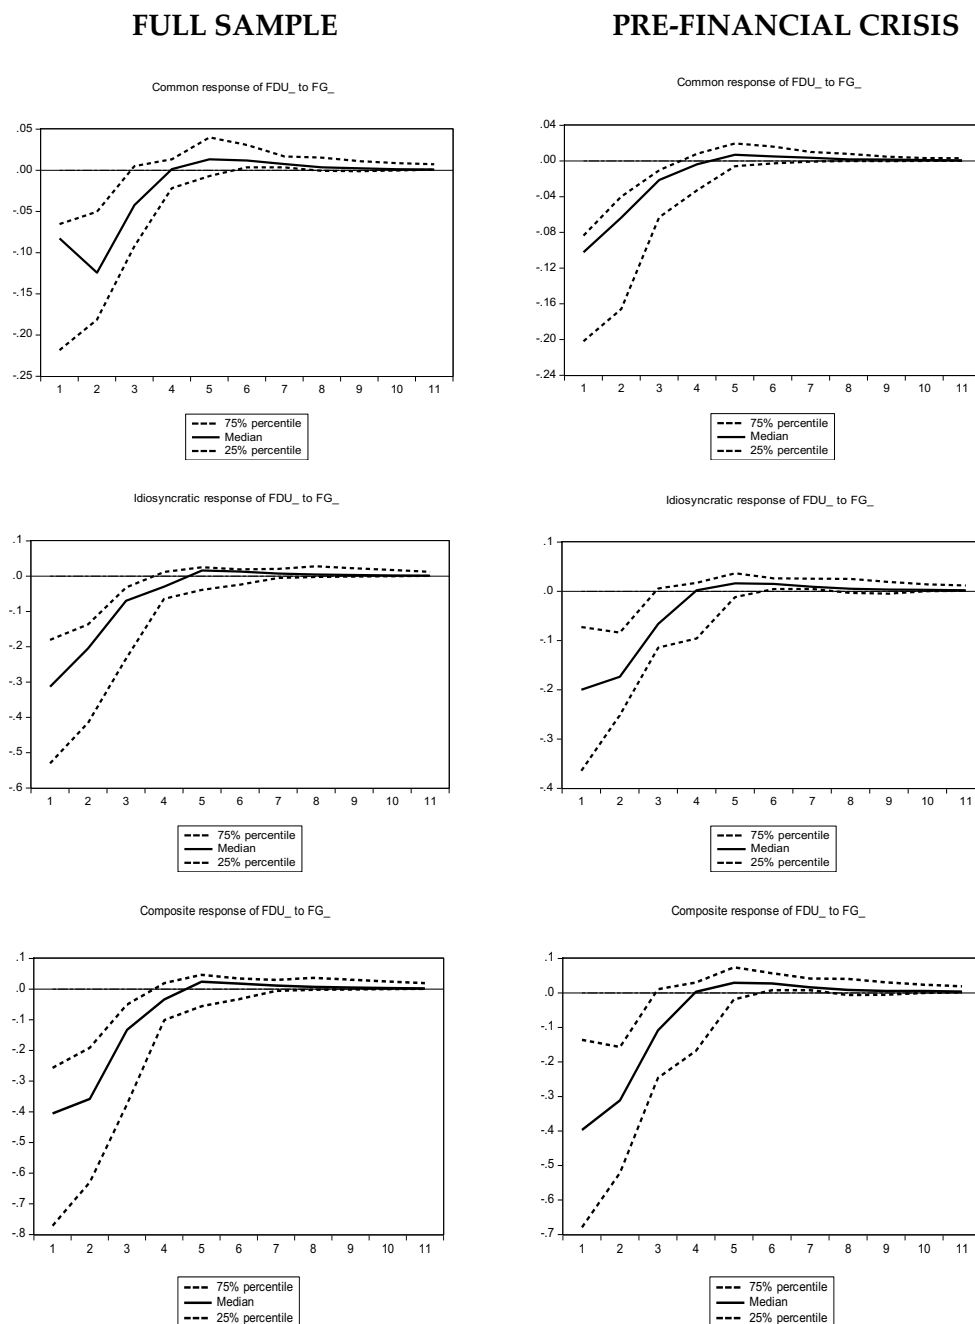 FULL SAMPLE
PRE-FINANCIAL CRISIS
Common response of FDU_ to FG_
.05
.00
-.05
-.10
-.15
-.20
-.25
1 2 3 4 5 6 7 8 9 10 11
75% percentile
Median
25% percentile
Common response of FDU_ to FG_
.04
.00
-.04
-.08
-.12
-.16
-.20
-.24
1 2 3 4 5 6 7 8 9 10 11
75% percentile
Median
25% percentile
Idiosyncratic response of FDU_ to FG_
.1
.0
-.1
-.2
-.3
-.4
-.5
-.6
1 2 3 4 5 6 7 8 9 10 11
75% percentile
Median
25% percentile
Idiosyncratic response of FDU_ to FG_
.1
.0
-.1
-.2
-.3
-.4
1 2 3 4 5 6 7 8 9 10 11
75% percentile
Median
25% percentile
Composite response of FDU_ to FG_
.1
.0
-.1
-.2
-.3
-.4
-.5
-.6
-.7
-.8
1 2 3 4 5 6 7 8 9 10 11
75% percentile
Median
25% percentile
Composite response of FDU_ to FG_
.1
.0
-.1
-.2
-.3
-.4
-.5
-.6
-.7
1 2 3 4 5 6 7 8 9 10 11
75% percentile
Median
25% percentile